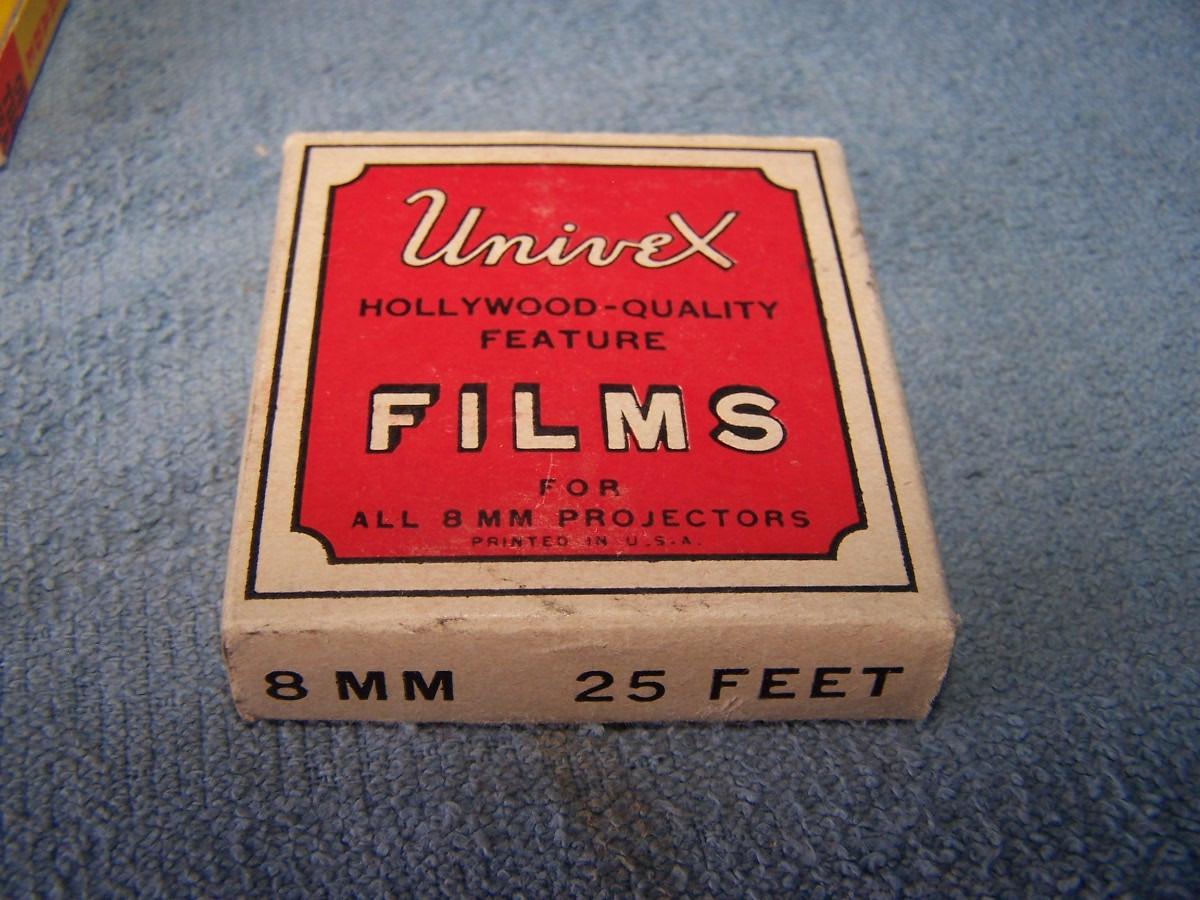 UniveX
HOLLYWOOD-QUALITY
FEATURE
FILMS
FOR
ALL 8 MM PROJECTORS
PRINTED IN U.S.A.
8 MM 25 FEET